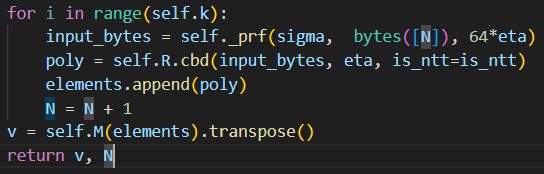 for i in range(self.k):
    input_bytes = self._prf(sigma,  bytes([N]), 64*eta)
    poly = self.R.cbd(input_bytes, eta, is_ntt=is_ntt)
    elements.append(poly)
    N = N + 1
v = self.M(elements).transpose()
return v, N